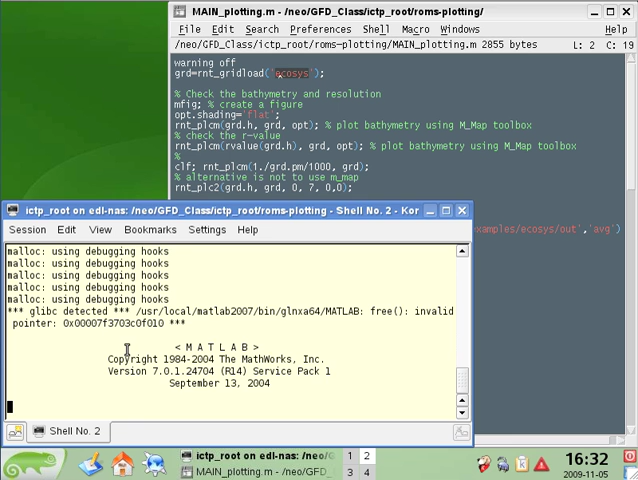 MAIN_plotting.m - /neo/GFD_Class/ictp_root/roms-plotting/
File Edit Search Preferences Shell Macro Windows Help
/neo/GFD_Class/ictp_root/roms-plotting/MAIN_plotting.m 2855 bytes L: 2 C: 19
warning off
grd=rnt_gridload('ecosys');
% Check the bathymetry and resolution
mfig; % create a figure
opt.shading='flat';
rnt_plcm(grd.h, grd, opt); % plot bathymetry using M_Map toolbox
% check the r-value
rnt_plcm(rvalue(grd.h), grd, opt); % plot bathymetry using M_Map toolbox
%
clf; rnt_plcm(1./grd.pm/1000, grd);
% alternative is not to use m_map
rnt_plc2(grd.h, grd, 0, 7, 0,0);
examples/ecosys/out','avg')
ictp_root on edl-nas: /neo/GFD_Class/ictp_root/roms-plotting - Shell No. 2 - Kor
Session Edit View Bookmarks Settings Help
malloc: using debugging hooks
malloc: using debugging hooks
malloc: using debugging hooks
malloc: using debugging hooks
malloc: using debugging hooks
*** glibc detected *** /usr/local/matlab2007/bin/glnxa64/MATLAB: free(): invalid
pointer: 0x00007f3703c0f010 ***
< M A T L A B >
Copyright 1984-2004 The MathWorks, Inc.
Version 7.0.1.24704 (R14) Service Pack 1
September 13, 2004
Shell No. 2
ictp_root on edl-nas: /neo/G
MAIN_plotting.m - /neo/GFD_
1 2
3 4
16:32
2009-11-05